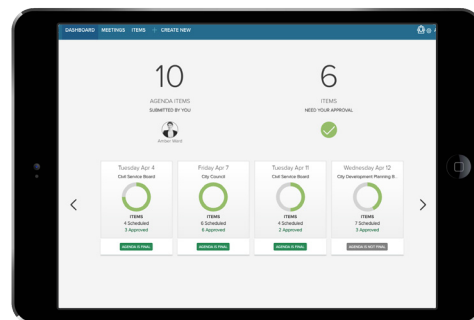 DASHBOARD MEETINGS ITEMS + CREATE NEW
10
AGENDA ITEMS
SUBMITTED BY YOU
Amber Ward
6
ITEMS
NEED YOUR APPROVAL
Tuesday Apr 4
Civil Service Board
ITEMS
4 Scheduled
3 Approved
AGENDA IS FINAL
Friday Apr 7
City Council
ITEMS
6 Scheduled
6 Approved
AGENDA IS FINAL
Tuesday Apr 11
Civil Service Board
ITEMS
4 Scheduled
2 Approved
AGENDA IS FINAL
Wednesday Apr 12
City Development Planning B
ITEMS
7 Scheduled
3 Approved
AGENDA IS NOT FINAL